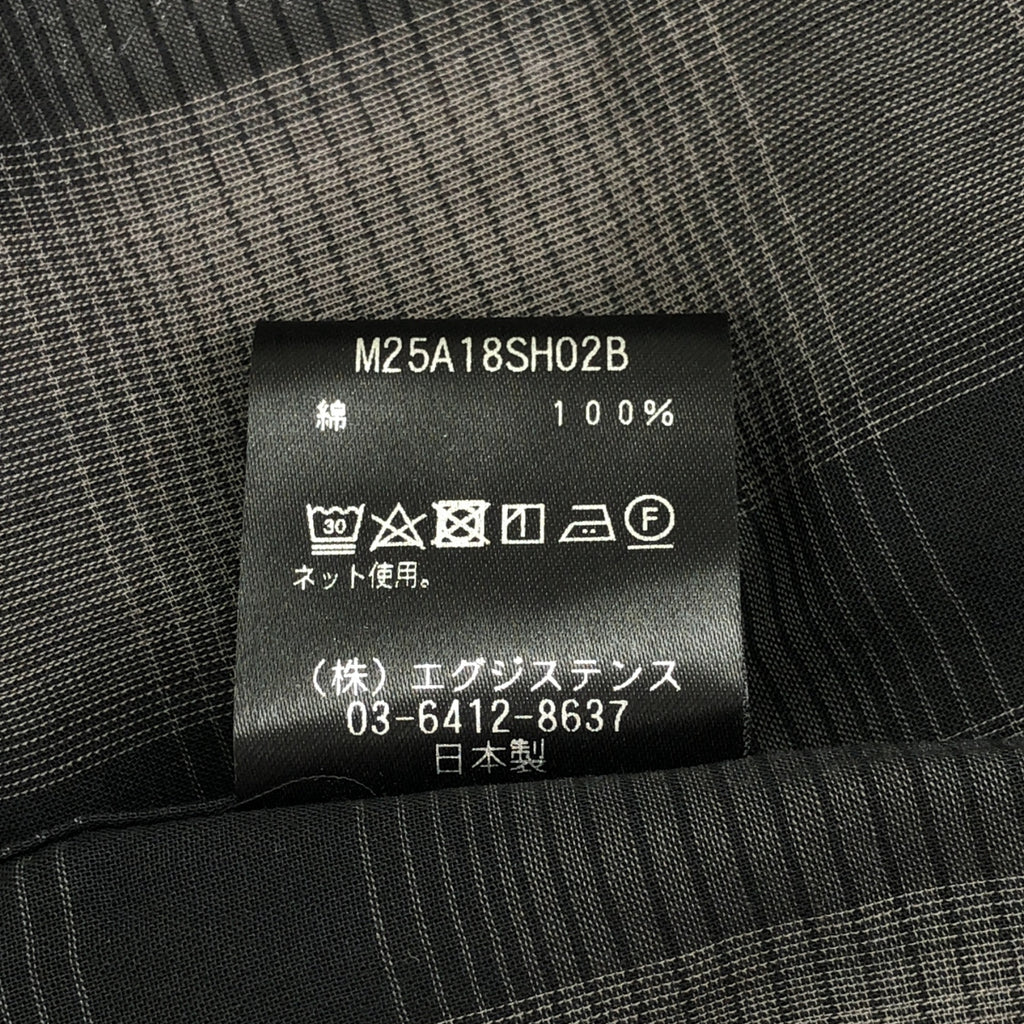 M25A18SH02B
綿 100%
30 F
ネット使用。
(株)エグジステンス
03-6412-8637
日本製